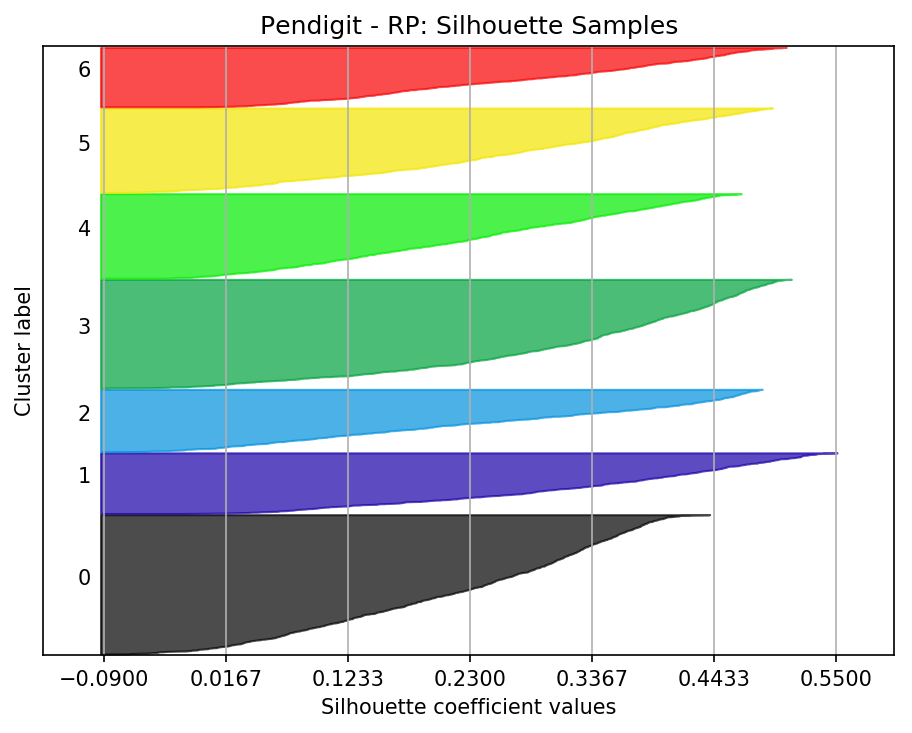 Pendigit - RP: Silhouette Samples
6
5
4
3
2
1
0
Cluster label
−0.0900 0.0167 0.1233 0.2300 0.3367 0.4433 0.5500
Silhouette coefficient values